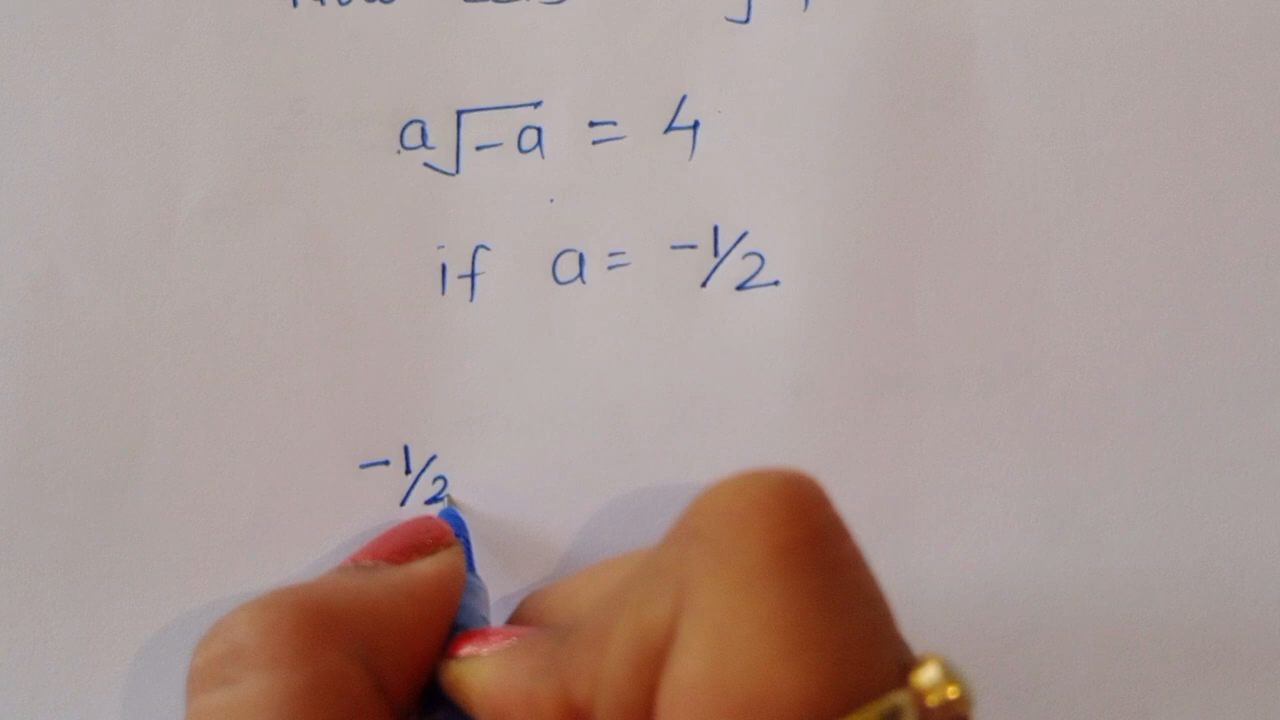 a√-a = 4
if a = -1/2
-1/2